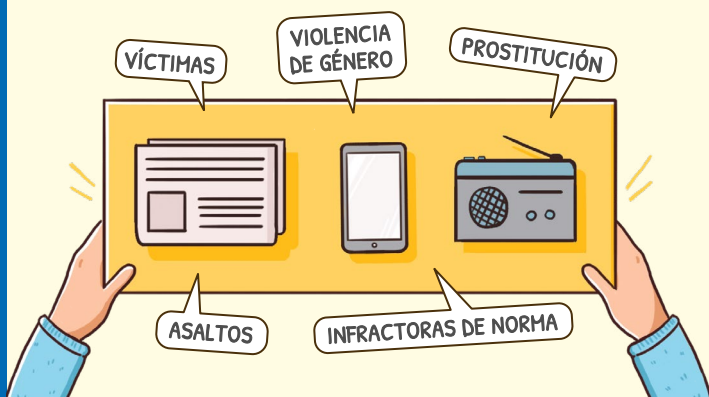 VÍCTIMAS
VIOLENCIA
DE GÉNERO
PROSTITUCIÓN
ASALTOS
INFRACTORAS DE NORMA